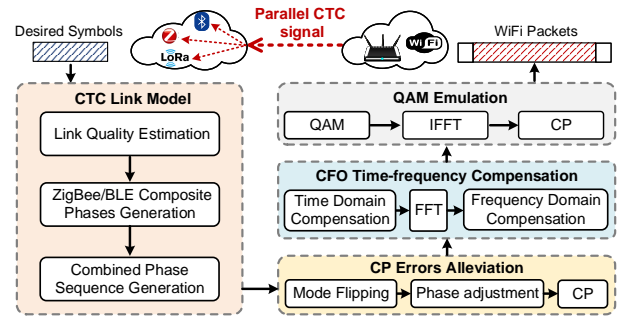 Desired Symbols
Parallel CTC
signal
LoRa
WiFi
WiFi Packets
CTC Link Model
Link Quality Estimation
ZigBee/BLE Composite
Phases Generation
Combined Phase
Sequence Generation
QAM Emulation
QAM
IFFT
CP
CFO Time-frequency Compensation
Time Domain
Compensation
FFT
Frequency Domain
Compensation
CP Errors Alleviation
Mode Flipping
Phase adjustment
CP